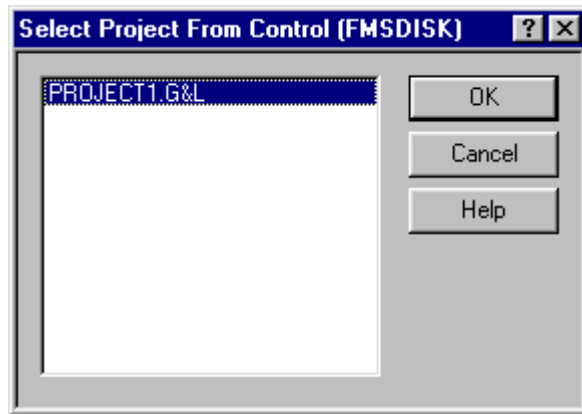 Select Project From Control (FMSDISK)
PROJECT1.G&L
OK
Cancel
Help